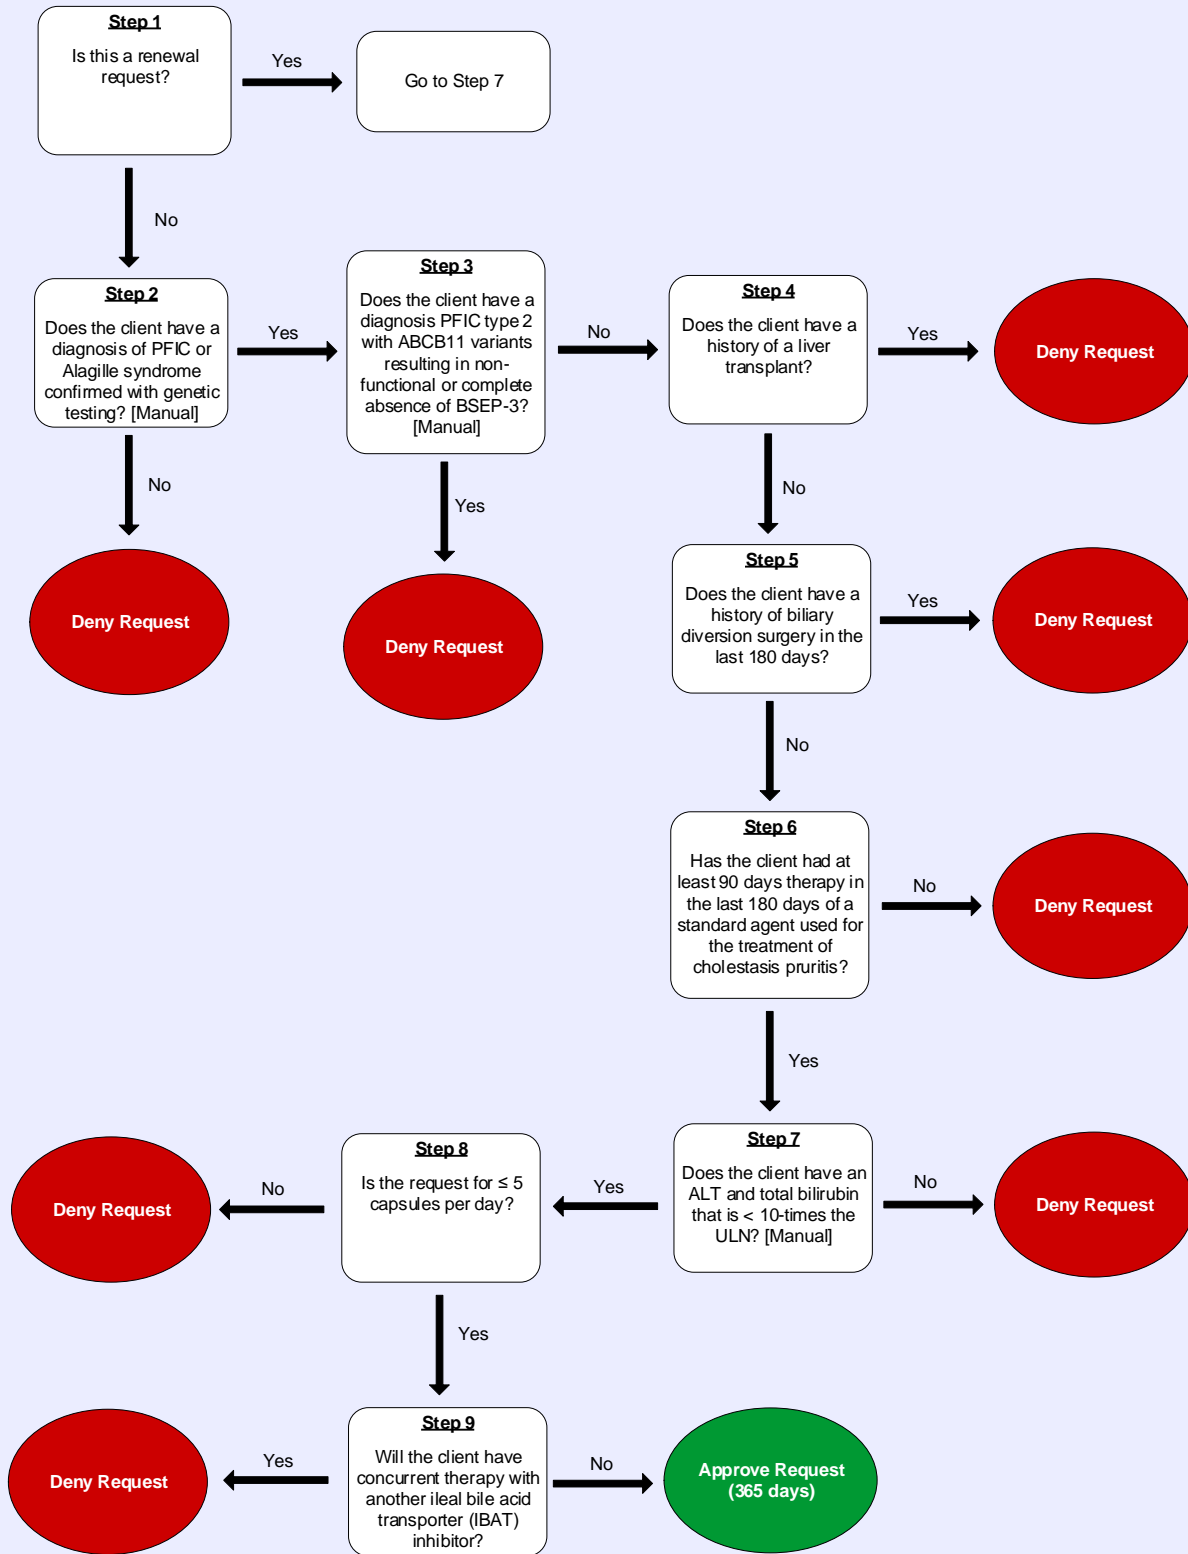 Step 1
Is this a renewal
request?
Yes
Go to Step 7
No
Step 2
Does the client have a
diagnosis of PFIC or
Alagille syndrome
confirmed with genetic
testing? [Manual]
Yes
No
Deny Request
Step 3
Does the client have a
diagnosis PFIC type 2
with ABCB11 variants
resulting in non-
functional or complete
absence of BSEP-3?
[Manual]
No
Yes
Deny Request
Step 4
Does the client have a
history of a liver
transplant?
Yes
Deny Request
No
Step 5
Does the client have a
history of biliary
diversion surgery in the
last 180 days?
Yes
Deny Request
No
Step 6
Has the client had at
least 90 days therapy in
the last 180 days of a
standard agent used for
the treatment of
cholestasis pruritis?
No
Deny Request
Yes
Step 7
Does the client have an
ALT and total bilirubin
that is < 10-times the
ULN? [Manual]
No
Deny Request
Yes
Step 8
Is the request for ≤ 5
capsules per day?
No
Deny Request
Yes
Step 9
Will the client have
concurrent therapy with
another ileal bile acid
transporter (IBAT)
inhibitor?
Yes
Deny Request
No
Approve Request
(365 days)